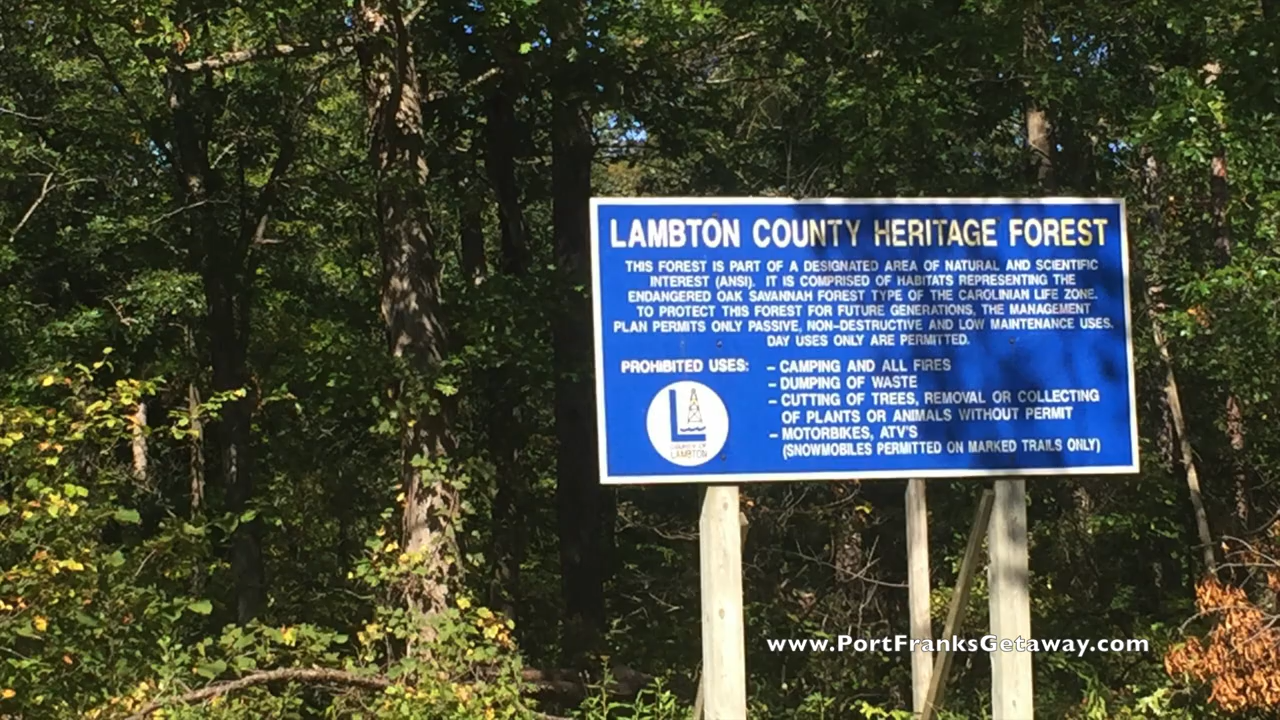 LAMBTON COUNTY HERITAGE FOREST
THIS FOREST IS PART OF A DESIGNATED AREA OF NATURAL AND SCIENTIFIC
INTEREST (ANSI). IT IS COMPRISED OF HABITATS REPRESENTING THE
ENDANGERED OAK SAVANNAH FOREST TYPE OF THE CAROLINIAN LIFE ZONE.
TO PROTECT THIS FOREST FOR FUTURE GENERATIONS, THE MANAGEMENT
PLAN PERMITS ONLY PASSIVE, NON-DESTRUCTIVE AND LOW MAINTENANCE USES.
DAY USES ONLY ARE PERMITTED.
PROHIBITED USES: - CAMPING AND ALL FIRES
- DUMPING OF WASTE
- CUTTING OF TREES, REMOVAL OR COLLECTING
OF PLANTS OR ANIMALS WITHOUT PERMIT
- MOTORBIKES, ATV'S
(SNOWMOBILES PERMITTED ON MARKED TRAILS ONLY)
L
COUNTY OF
LAMBTON
www.PortFranksGetaway.com